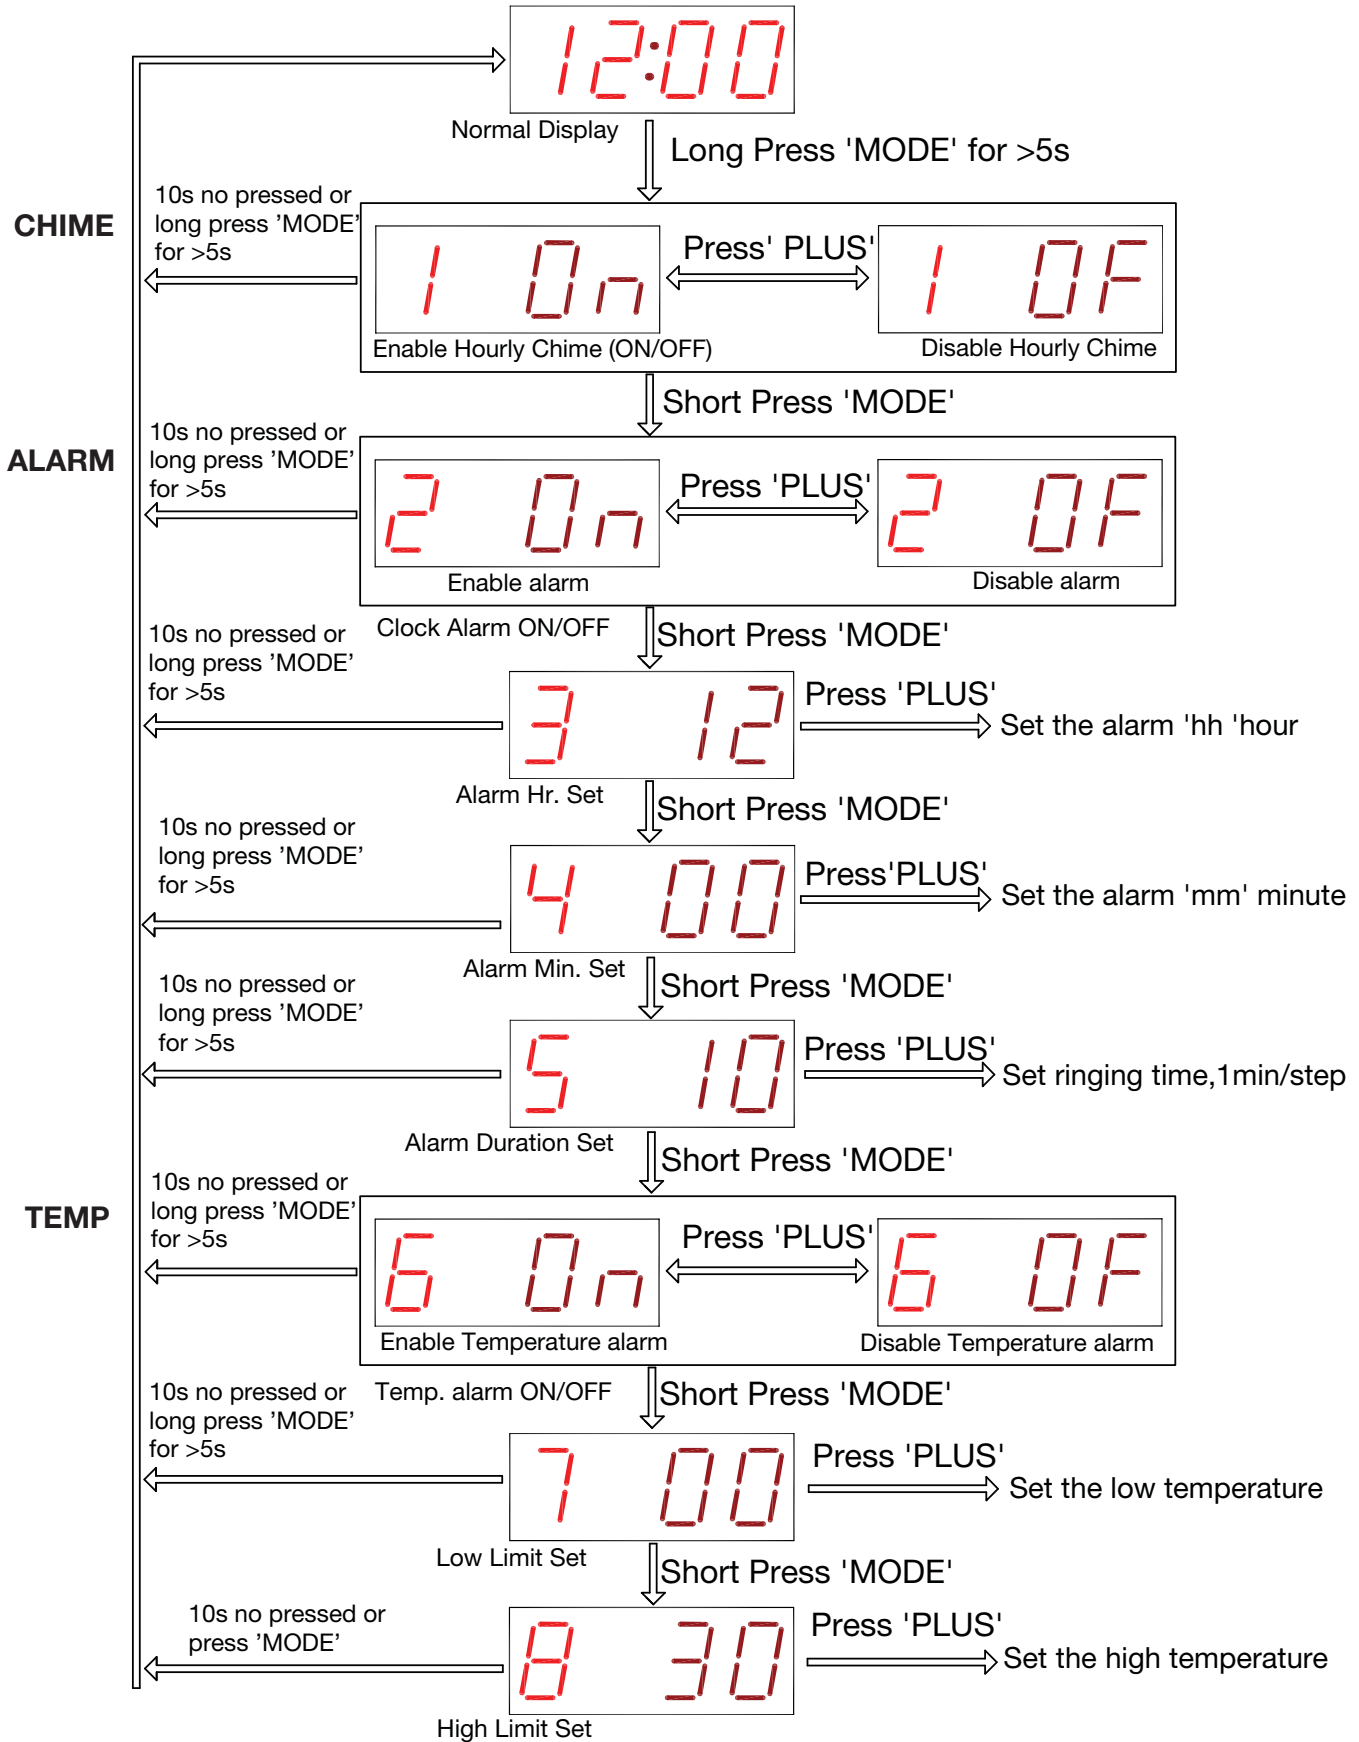 12:00
Normal Display
Long Press 'MODE' for >5s
CHIME
10s no pressed or
long press ’MODE’
for >5s
1 0n
Press' PLUS'
1 0F
Enable Hourly Chime (ON/OFF)
Disable Hourly Chime
Short Press 'MODE'
ALARM
10s no pressed or
long press ’MODE’
for >5s
2 0n
Press 'PLUS'
2 0F
Enable alarm
Disable alarm
Clock Alarm ON/OFF
Short Press 'MODE'
10s no pressed or
long press ’MODE’
for >5s
3 12
Press 'PLUS'
Set the alarm 'hh 'hour
Alarm Hr. Set
Short Press 'MODE'
10s no pressed or
long press ’MODE’
for >5s
4 00
Press'PLUS'
Set the alarm 'mm' minute
Alarm Min. Set
Short Press 'MODE'
10s no pressed or
long press ’MODE’
for >5s
5 10
Press 'PLUS'
Set ringing time,1min/step
Alarm Duration Set
Short Press 'MODE'
TEMP
10s no pressed or
long press ’MODE’
for >5s
6 0n
Press 'PLUS'
6 0F
Enable Temperature alarm
Disable Temperature alarm
Temp. alarm ON/OFF
Short Press 'MODE'
10s no pressed or
long press ’MODE’
for >5s
7 00
Press 'PLUS'
Set the low temperature
Low Limit Set
Short Press 'MODE'
10s no pressed or
press ’MODE’
8 30
Press 'PLUS'
Set the high temperature
High Limit Set